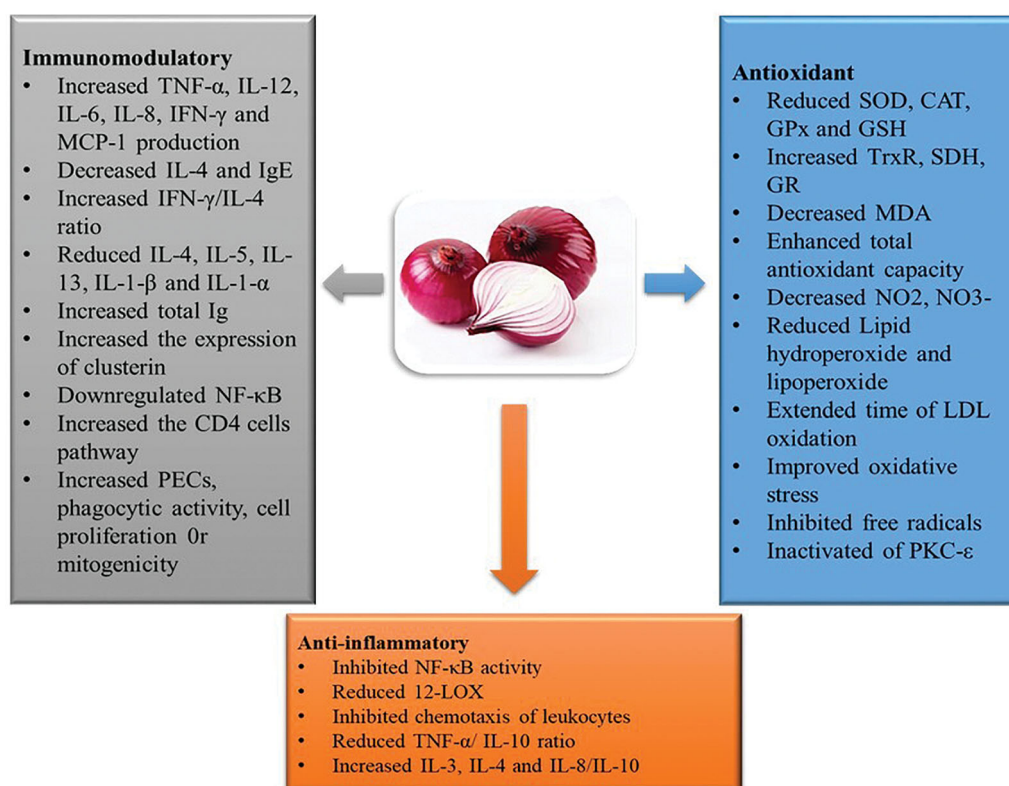 Immunomodulatory
• Increased TNF-α, IL-12,
IL-6, IL-8, IFN-γ and
MCP-1 production
• Decreased IL-4 and IgE
• Increased IFN-γ/IL-4
ratio
• Reduced IL-4, IL-5, IL-
13, IL-1-β and IL-1-α
• Increased total Ig
• Increased the expression
of clusterin
• Downregulated NF-κB
• Increased the CD4 cells
pathway
• Increased PECs,
phagocytic activity, cell
proliferation 0r
mitogenicity
Antioxidant
• Reduced SOD, CAT,
GPx and GSH
• Increased TrxR, SDH,
GR
• Decreased MDA
• Enhanced total
antioxidant capacity
• Decreased NO2, NO3-
• Reduced Lipid
hydroperoxide and
lipoperoxide
• Extended time of LDL
oxidation
• Improved oxidative
stress
• Inhibited free radicals
• Inactivated of PKC-ε
Anti-inflammatory
• Inhibited NF-κB activity
• Reduced 12-LOX
• Inhibited chemotaxis of leukocytes
• Reduced TNF-α/ IL-10 ratio
• Increased IL-3, IL-4 and IL-8/IL-10